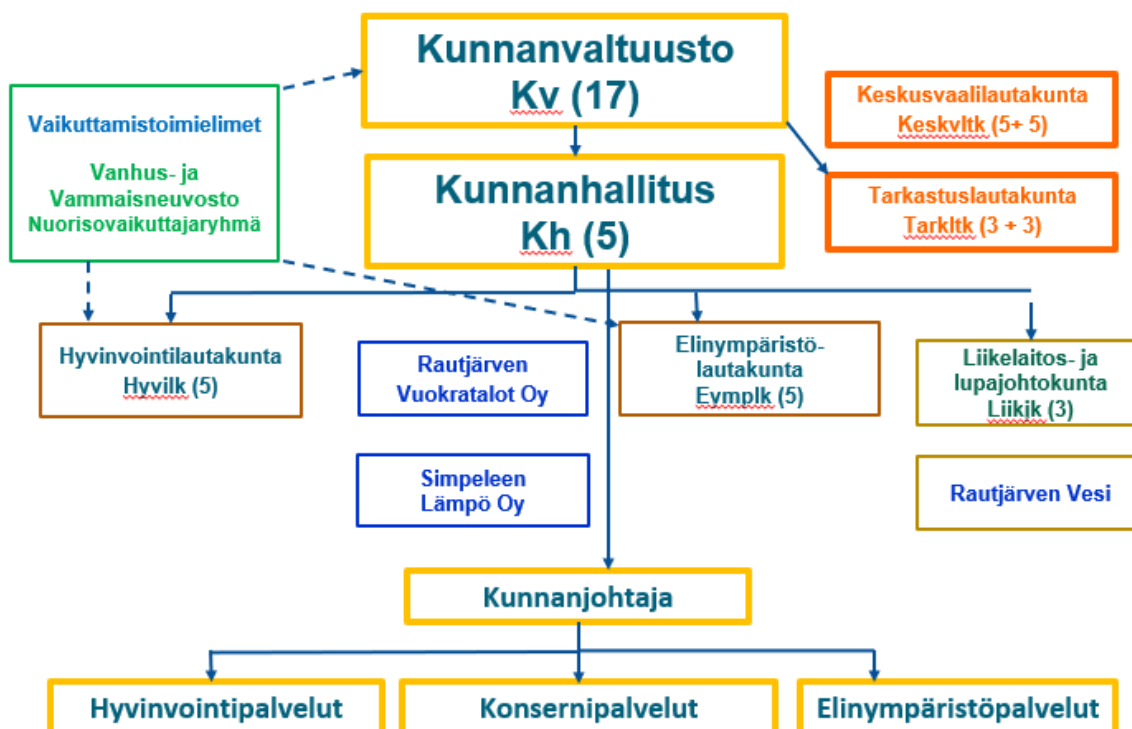 Kunnanvaltuusto
Kv (17)
Keskusvaalilautakunta
Keskvltk (5+ 5)
Vaikuttamistoimielimet
Vanhus- ja
Vammaisneuvosto
Nuorisovaikuttajaryhmä
Kunnanhallitus
Kh (5)
Tarkastuslautakunta
Tarkltk (3 + 3)
Hyvinvointilautakunta
Hyvilk (5)
Rautjärven
Vuokratalot Oy
Elinympäristö-
lautakunta
Eymplk (5)
Liikelaitos- ja
lupajohtokunta
Liikjk (3)
Simpeleen
Lämpö Oy
Rautjärven Vesi
Kunnanjohtaja
Hyvinvointipalvelut
Konsernipalvelut
Elinympäristöpalvelut